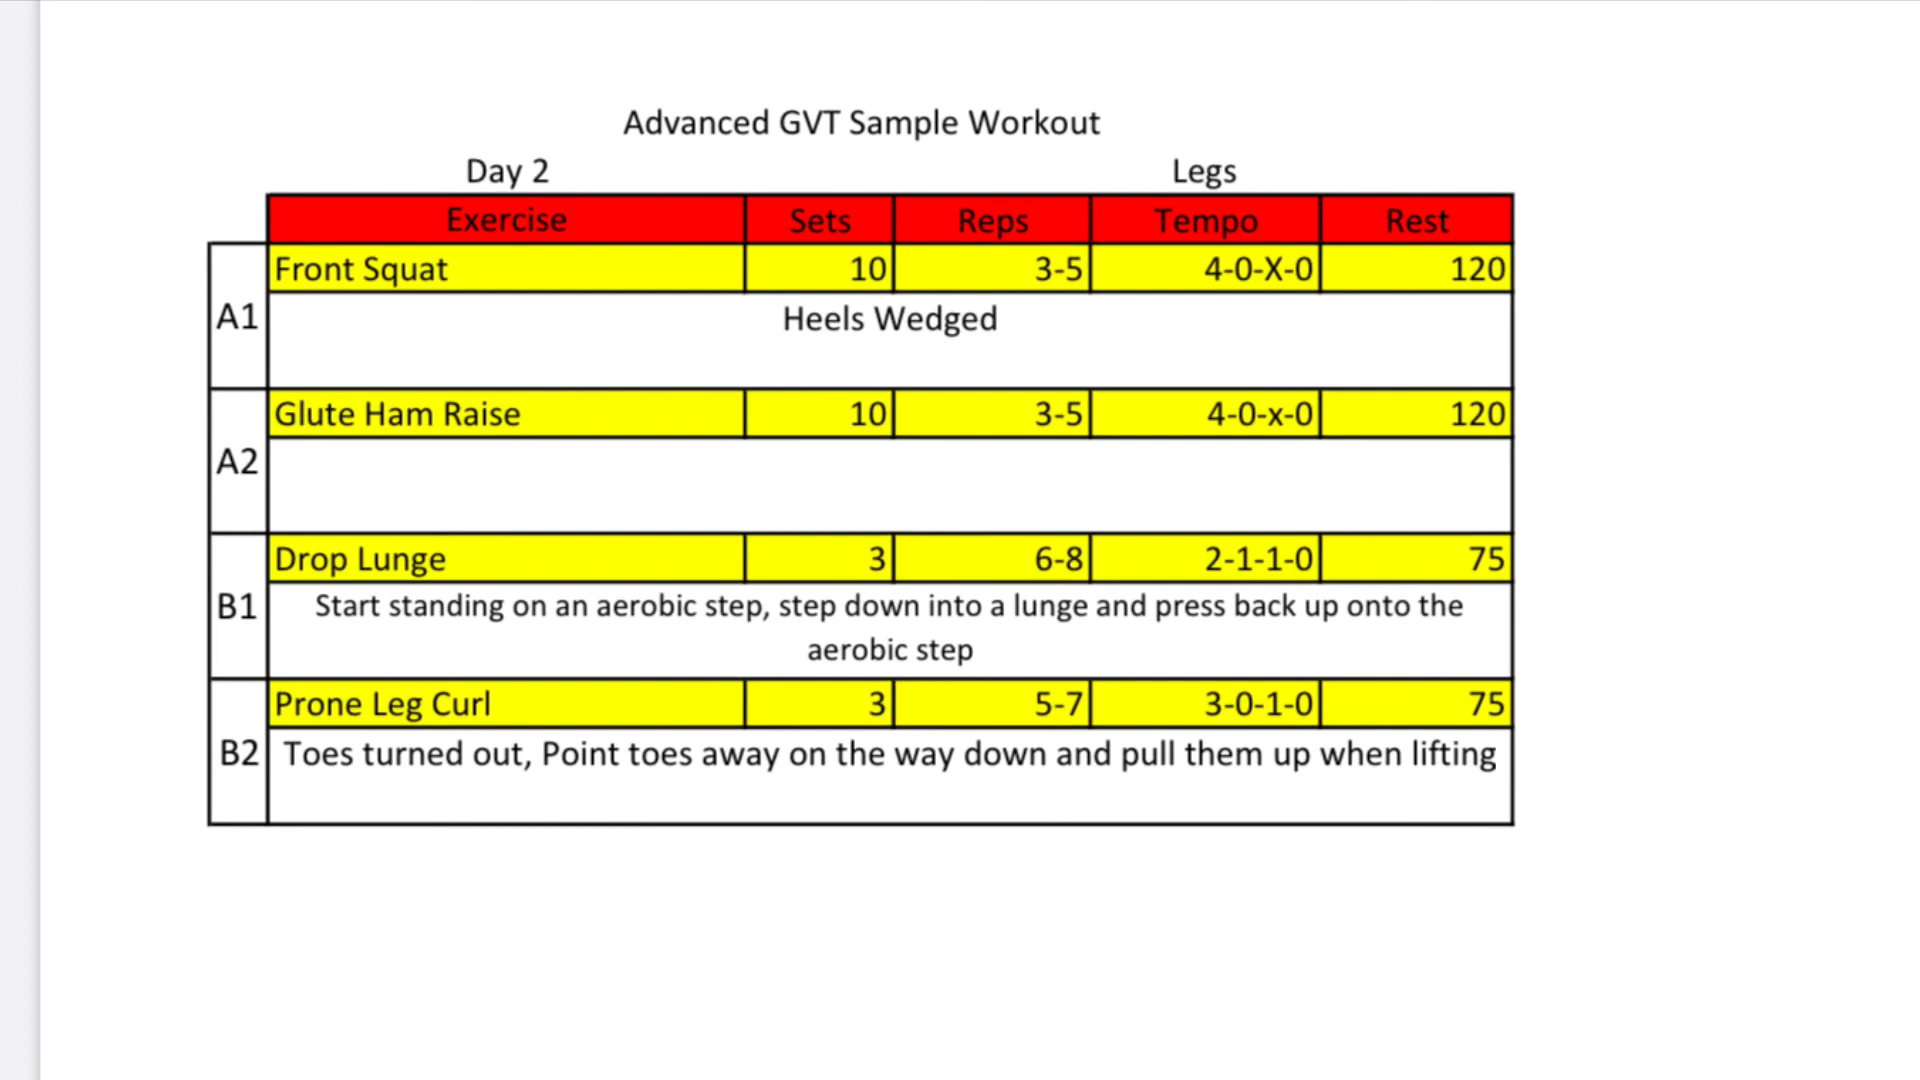 Advanced GVT Sample Workout
Day 2 Legs
Exercise Sets Reps Tempo Rest
Front Squat 10 3-5 4-0-X-0 120
A1 Heels Wedged
Glute Ham Raise 10 3-5 4-0-x-0 120
A2
Drop Lunge 3 6-8 2-1-1-0 75
B1 Start standing on an aerobic step, step down into a lunge and press back up onto the
aerobic step
Prone Leg Curl 3 5-7 3-0-1-0 75
B2 Toes turned out, Point toes away on the way down and pull them up when lifting